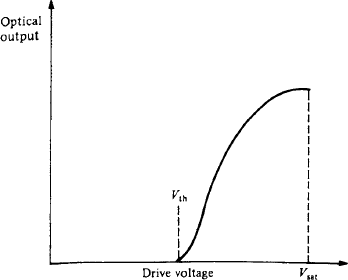 Optical
output
Vth
Drive voltage
Vsat